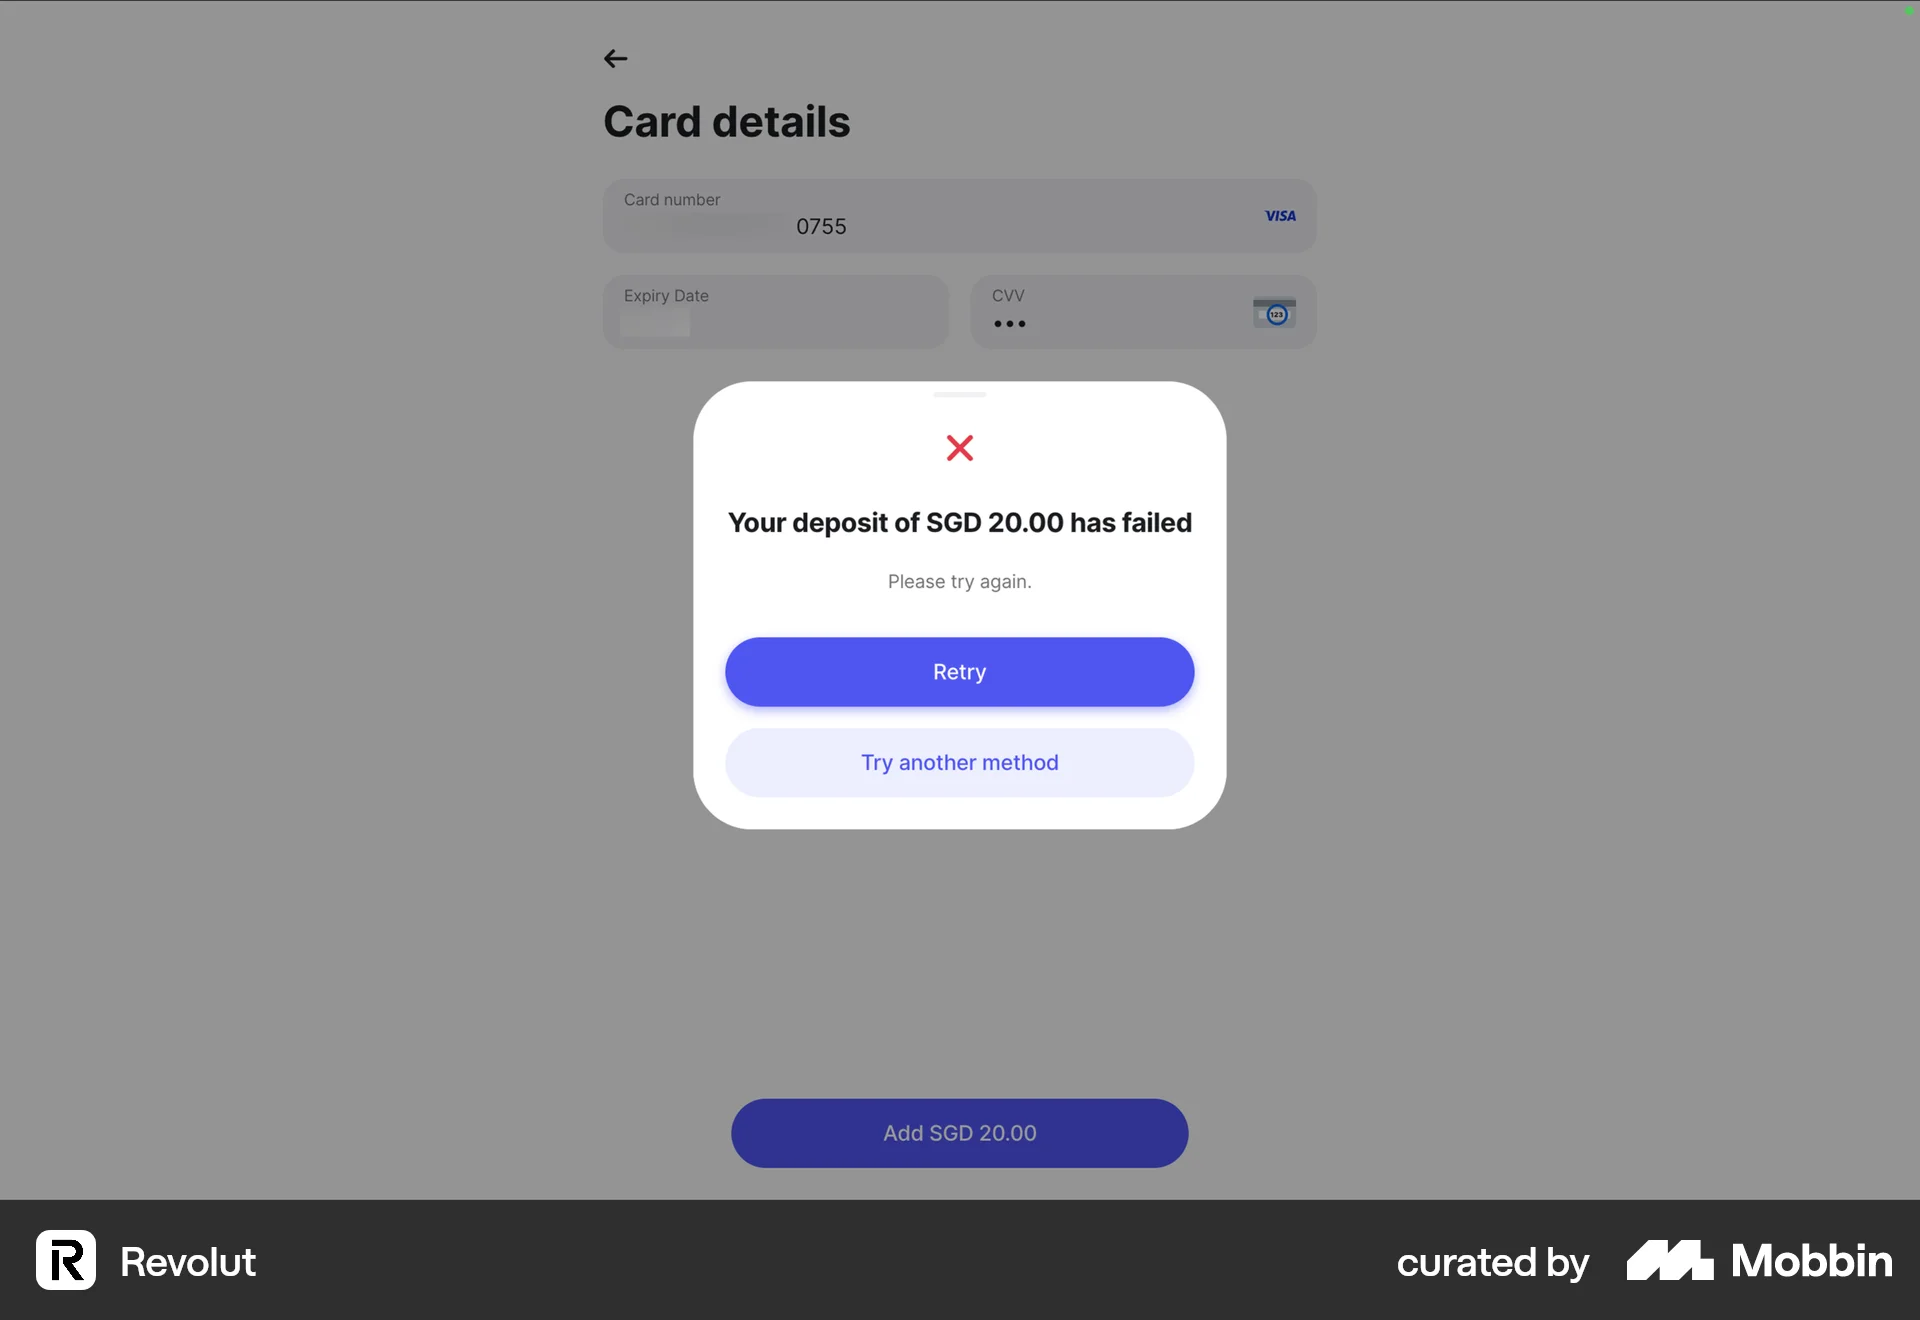 Card details
Card number
0755
VISA
Expiry Date
CVV
•••
123
Your deposit of SGD 20.00 has failed
Please try again.
Retry
Try another method
Add SGD 20.00
R Revolut
curated by Mobbin